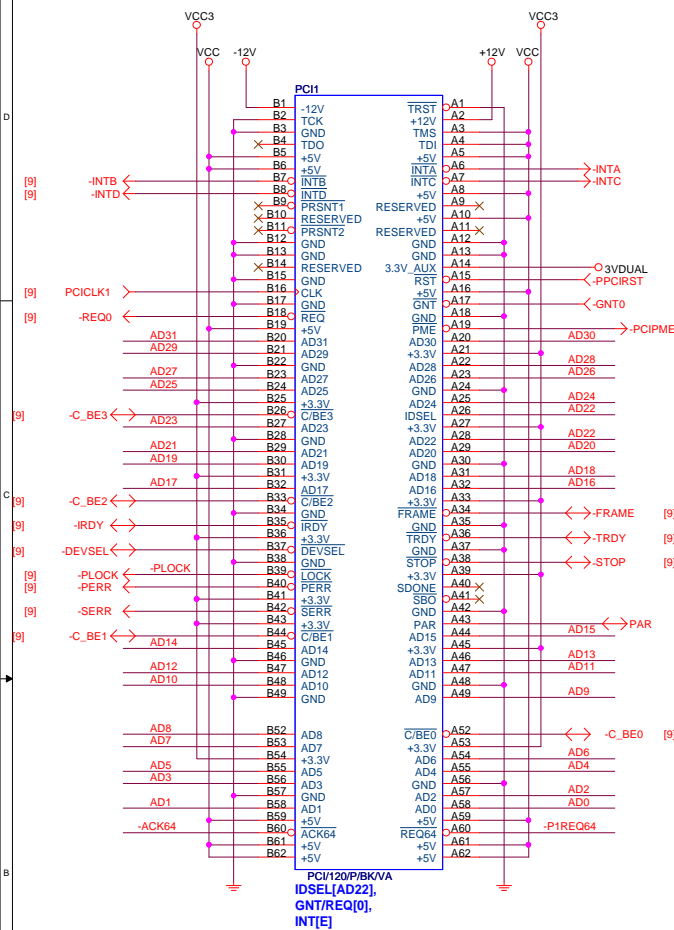 VCC3 VCC3
VCC -12V +12V VCC
PCI1
B1 -12V TRST A1
B2 TCK +12V A2
D B3 GND TMS A3
B4 TDO TDI A4
B5 +5V +5V A5
B6 +5V INTA A6 -INTA
[9] -INTB B7 INTB INTC A7 -INTC
[9] -INTD B8 INTD +5V A8
B9 PRSNT1 RESERVED A9
B10 RESERVED +5V A10
B11 PRSNT2 RESERVED A11
B12 GND GND A12
B13 GND GND A13
B14 RESERVED 3.3V_AUX A14 3VDUAL
B15 GND RST A15 -PPCIRST
[9] PCICLK1 B16 CLK +5V A16
B17 GND GNT A17 -GNT0
[9] -REQ0 B18 REQ GND A18
B19 +5V PME A19 -PCIPME
AD31 B20 AD31 AD30 A20 AD30
AD29 B21 AD29 +3.3V A21
B22 GND AD28 A22 AD28
AD27 B23 AD27 AD26 A23 AD26
AD25 B24 AD25 GND A24
B25 +3.3V AD24 A25 AD24
[9] -C_BE3 B26 C/BE3 IDSEL A26 AD22
AD23 B27 AD23 +3.3V A27
B28 GND AD22 A28 AD22
AD21 B29 AD21 AD20 A29 AD20
AD19 B30 AD19 GND A30
B31 +3.3V AD18 A31 AD18
AD17 B32 AD17 AD16 A32 AD16
C [9] -C_BE2 B33 C/BE2 +3.3V A33
B34 GND FRAME A34 -FRAME [9]
[9] -IRDY B35 IRDY GND A35
B36 +3.3V TRDY A36 -TRDY [9]
[9] -DEVSEL B37 DEVSEL GND A37
B38 GND STOP A38 -STOP [9]
[9] -PLOCK -PLOCK B39 LOCK +3.3V A39
[9] -PERR B40 PERR SDONE A40
B41 +3.3V SBO A41
[9] -SERR B42 SERR GND A42
B43 +3.3V PAR A43 PAR
[9] -C_BE1 B44 C/BE1 AD15 A44 AD15
AD14 B45 AD14 +3.3V A45
B46 GND AD13 A46 AD13
AD12 B47 AD12 AD11 A47 AD11
AD10 B48 AD10 GND A48
B49 GND AD9 A49 AD9
AD8 B52 AD8 C/BE0 A52 -C_BE0 [9]
AD7 B53 AD7 +3.3V A53
B54 +3.3V AD6 A54 AD6
AD5 B55 AD5 AD4 A55 AD4
AD3 B56 AD3 GND A56
B57 GND AD2 A57 AD2
AD1 B58 AD1 AD0 A58 AD0
B59 +5V +5V A59
-ACK64 B60 ACK64 REQ64 A60 -P1REQ64
B61 +5V +5V A61
B62 +5V +5V A62
B
PCI/120/P/BK/VA
IDSEL[AD22],
GNT/REQ[0],
INT[E]